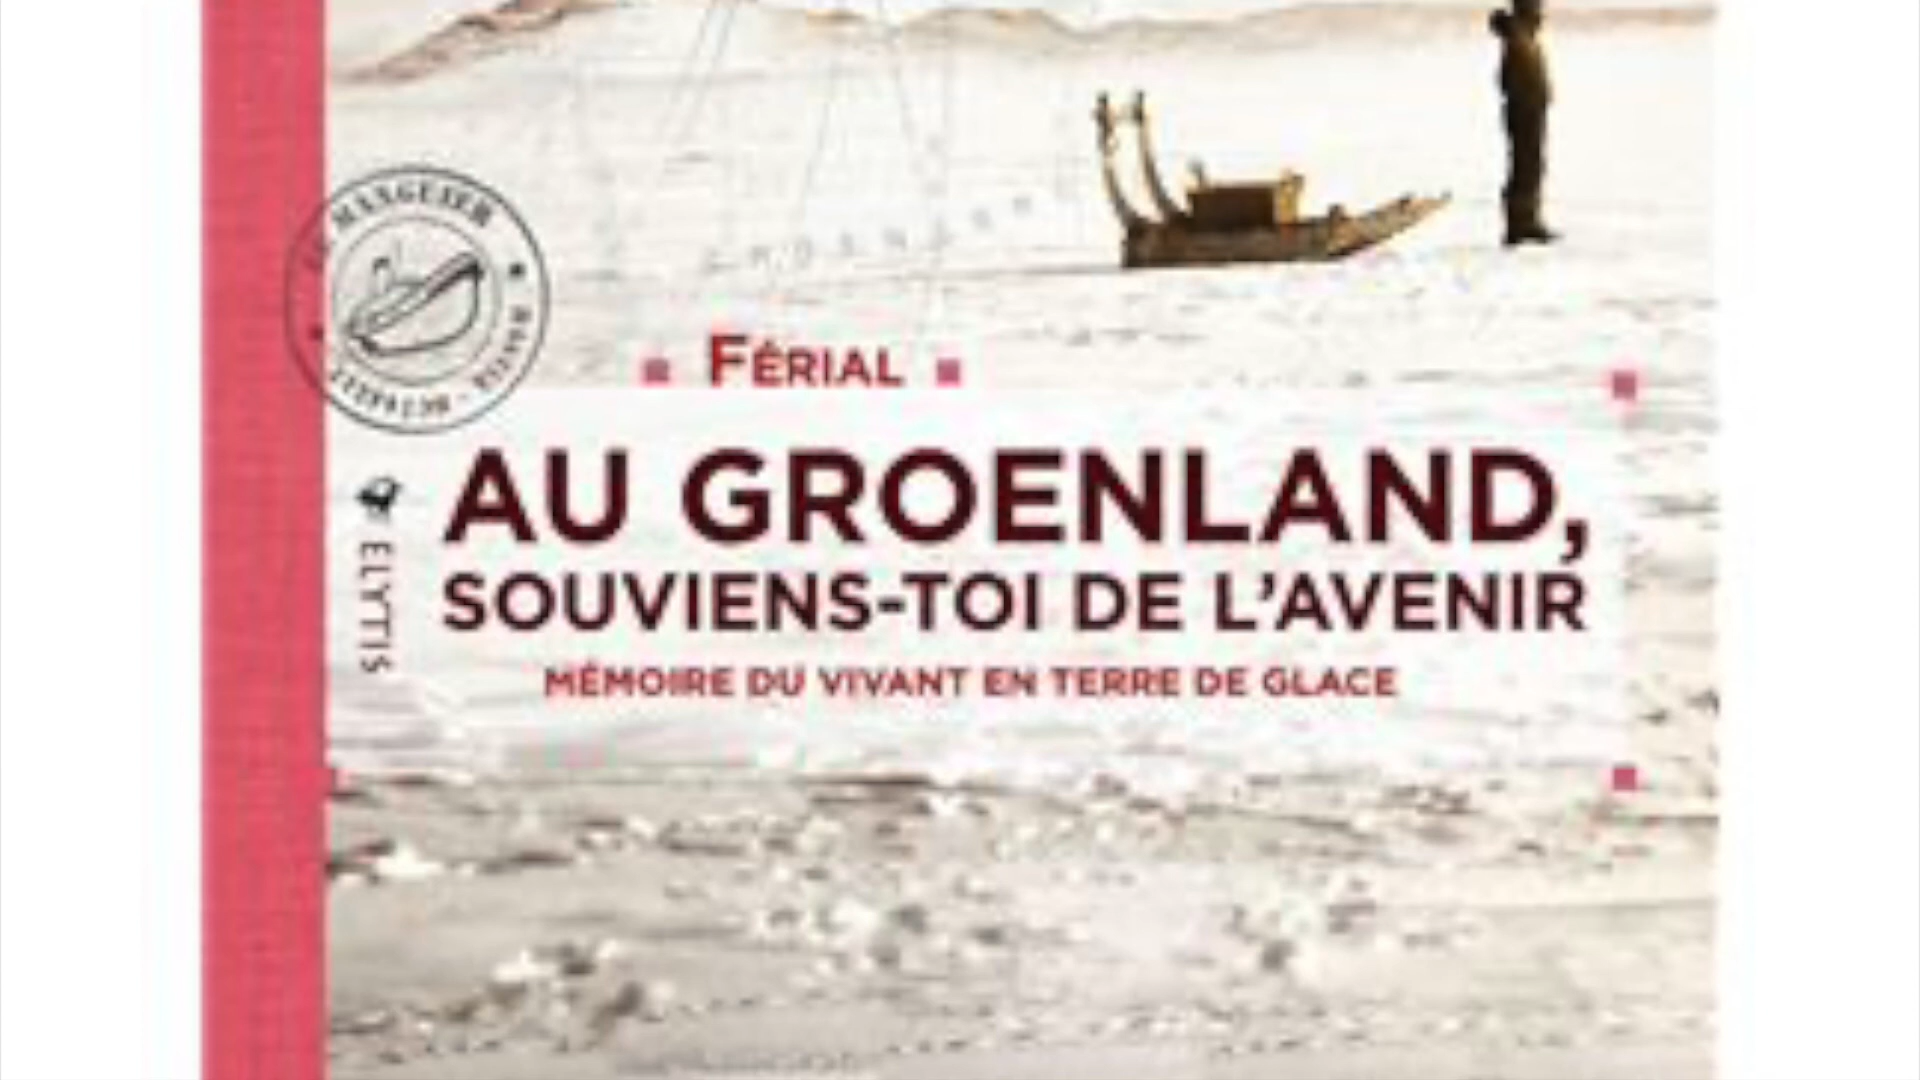 FÉRIAL
AU GROENLAND,
SOUVIENS-TOI DE L'AVENIR
MÉMOIRE DU VIVANT EN TERRE DE GLACE
ELYTIS